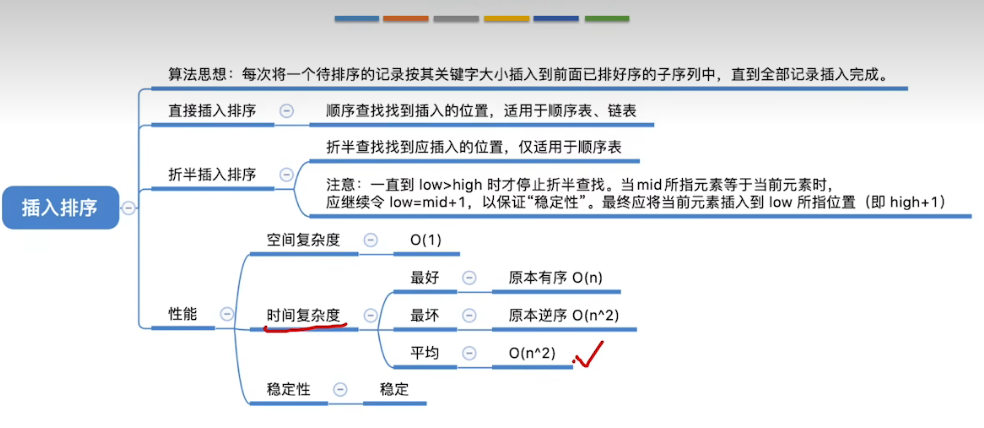 算法思想：每次将一个待排序的记录按其关键字大小插入到前面已排好序的子序列中，直到全部记录插入完成。
直接插入排序
顺序查找找到插入的位置，适用于顺序表、链表
折半插入排序
折半查找找到应插入的位置，仅适用于顺序表
注意：一直到 low>high 时才停止折半查找。当mid所指元素等于当前元素时，
应继续令 low=mid+1，以保证“稳定性”。最终应将当前元素插入到 low 所指位置（即 high+1）
插入排序
空间复杂度
O(1)
性能
时间复杂度
最好
原本有序 O(n)
最坏
原本逆序 O(n^2)
平均
O(n^2)
稳定性
稳定